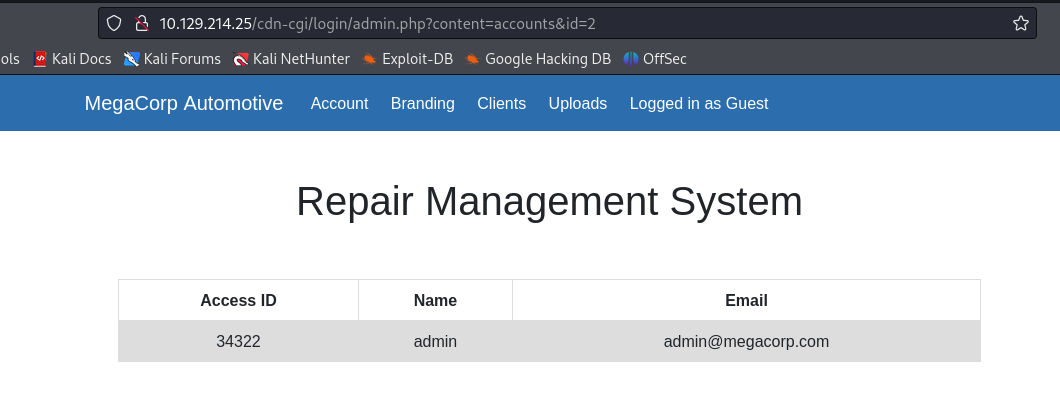 10.129.214.25/cdn-cgi/login/admin.php?content=accounts&id=2
ols Kali Docs Kali Forums Kali NetHunter Exploit-DB Google Hacking DB OffSec
MegaCorp Automotive Account Branding Clients Uploads Logged in as Guest
Repair Management System
Access ID Name Email
34322 admin admin@megacorp.com